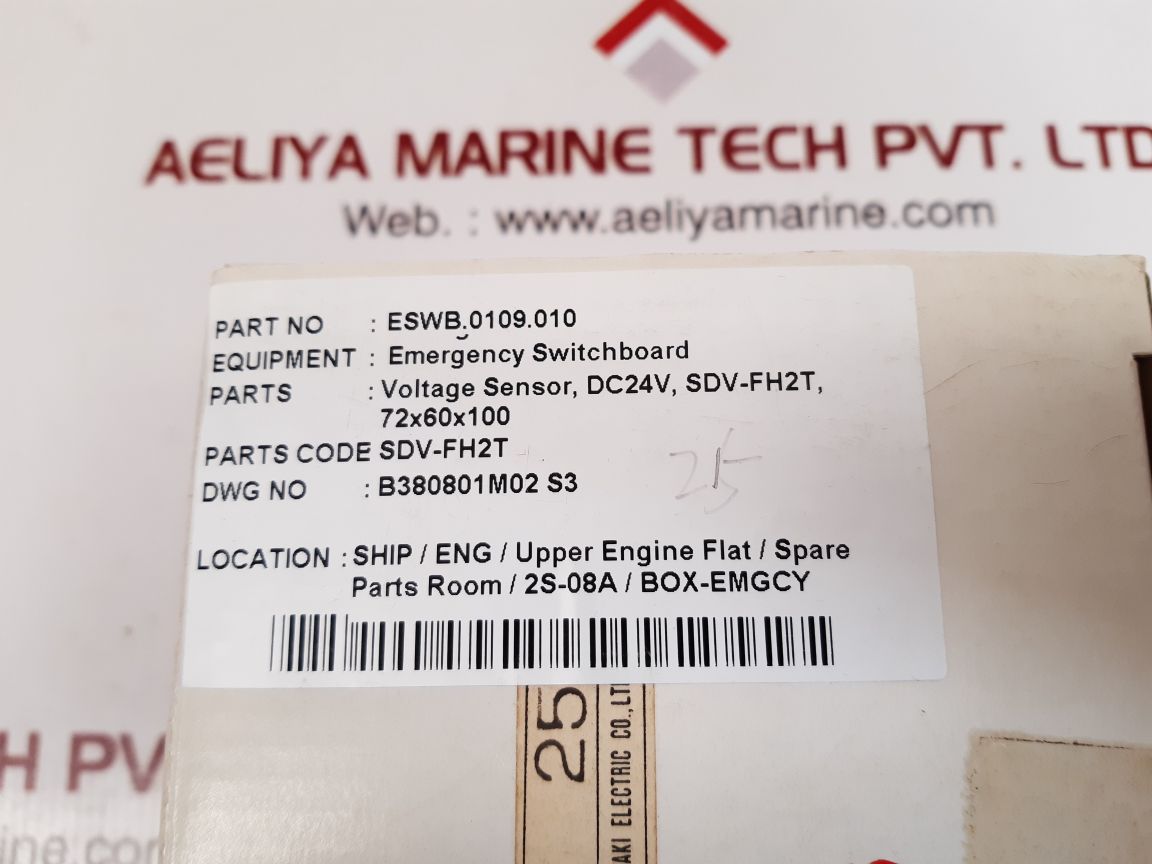 AELIYA MARINE TECH PVT. LTD
Web. : www.aeliyamarine.com
PART NO : ESWB.0109.010
EQUIPMENT : Emergency Switchboard
PARTS : Voltage Sensor, DC24V, SDV-FH2T,
72x60x100
PARTS CODE SDV-FH2T
DWG NO : B380801M02 S3
25
LOCATION : SHIP / ENG / Upper Engine Flat / Spare
Parts Room / 2S-08A / BOX-EMGCY
25
AKI ELECTRIC CO.,LT
H PV
ine.cor